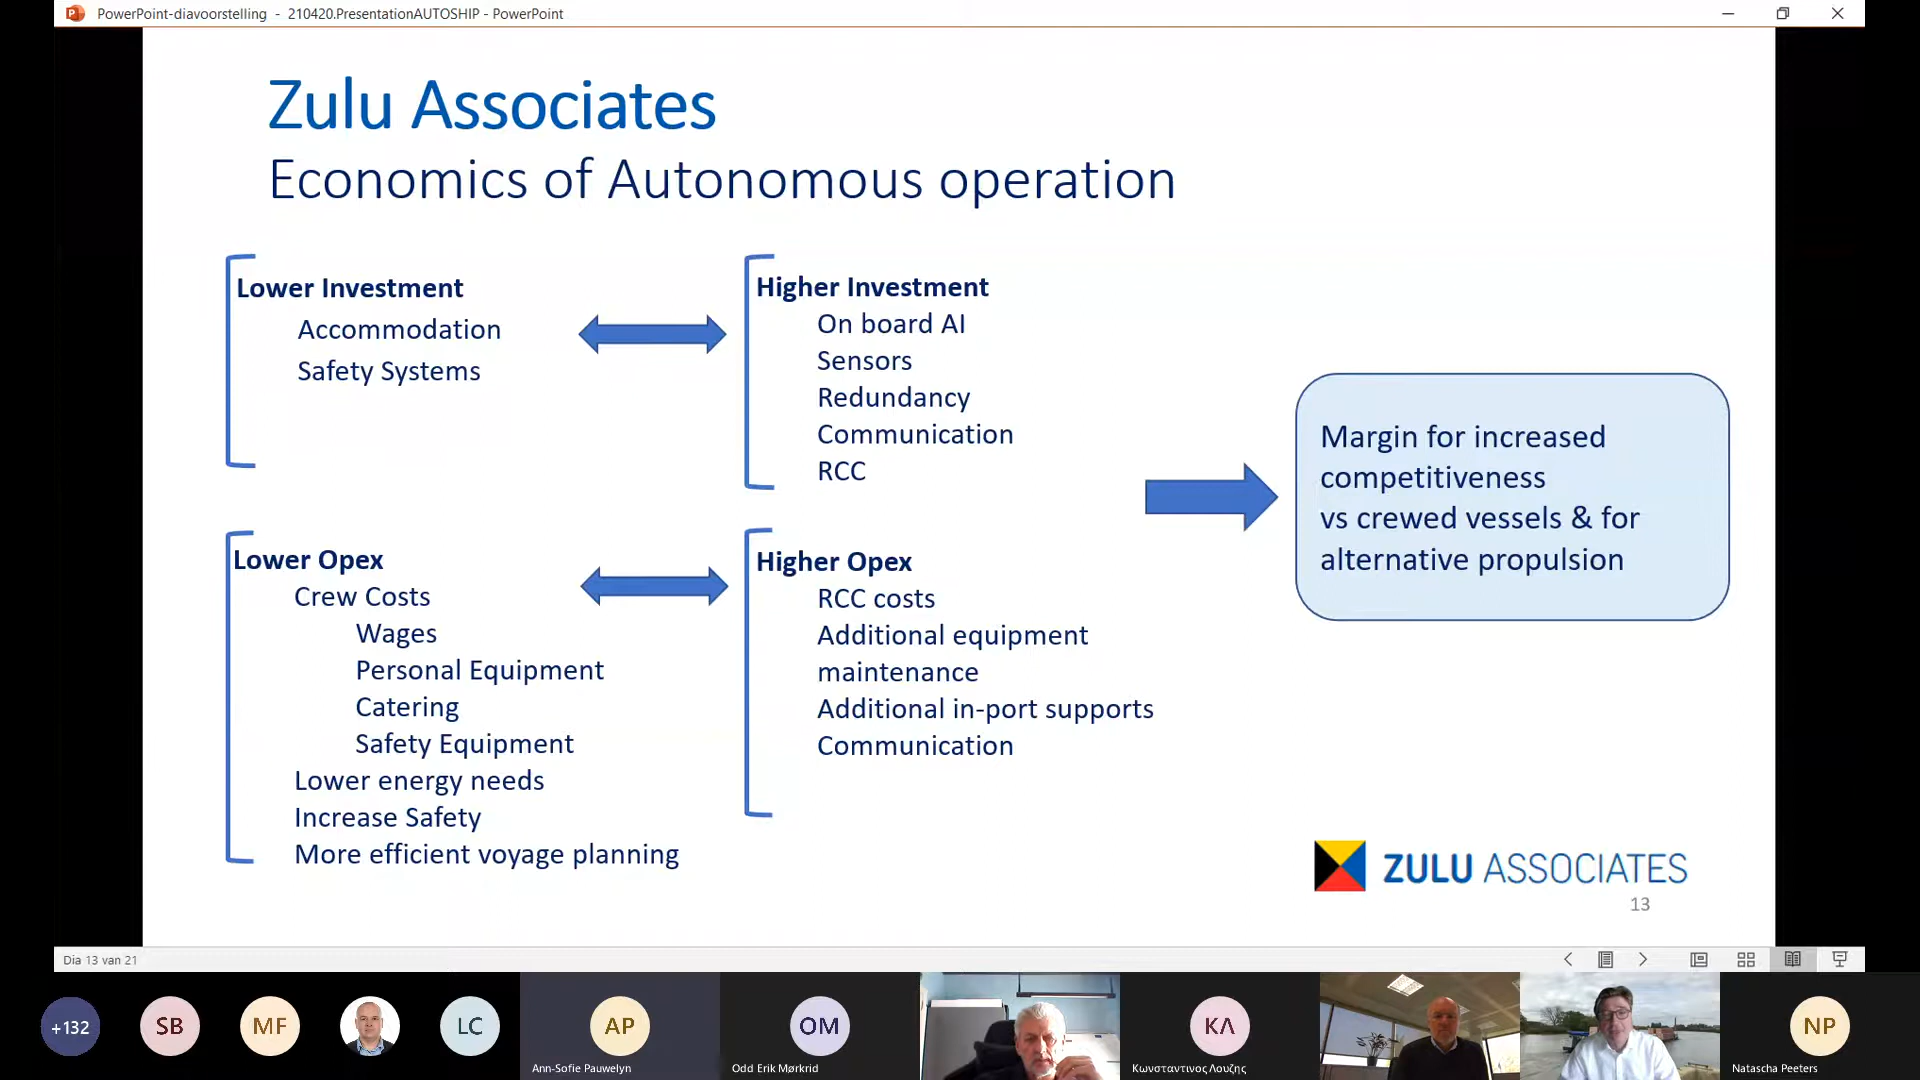 PowerPoint-diavoorstelling - 210420.PresentationAUTOSHIP - PowerPoint
Zulu Associates
Economics of Autonomous operation
Lower Investment
Accommodation
Safety Systems
Higher Investment
On board AI
Sensors
Redundancy
Communication
RCC
Lower Opex
Crew Costs
Wages
Personal Equipment
Catering
Safety Equipment
Lower energy needs
Increase Safety
More efficient voyage planning
Higher Opex
RCC costs
Additional equipment
maintenance
Additional in-port supports
Communication
Margin for increased
competitiveness
vs crewed vessels & for
alternative propulsion
ZULU ASSOCIATES
13
Dia 13 van 21
+132
SB
MF
LC
AP
Ann-Sofie Pauwelyn
OM
Odd Erik Mørkrid
ΚΛ
Κωνσταντινος Λουζης
NP
Natascha Peeters